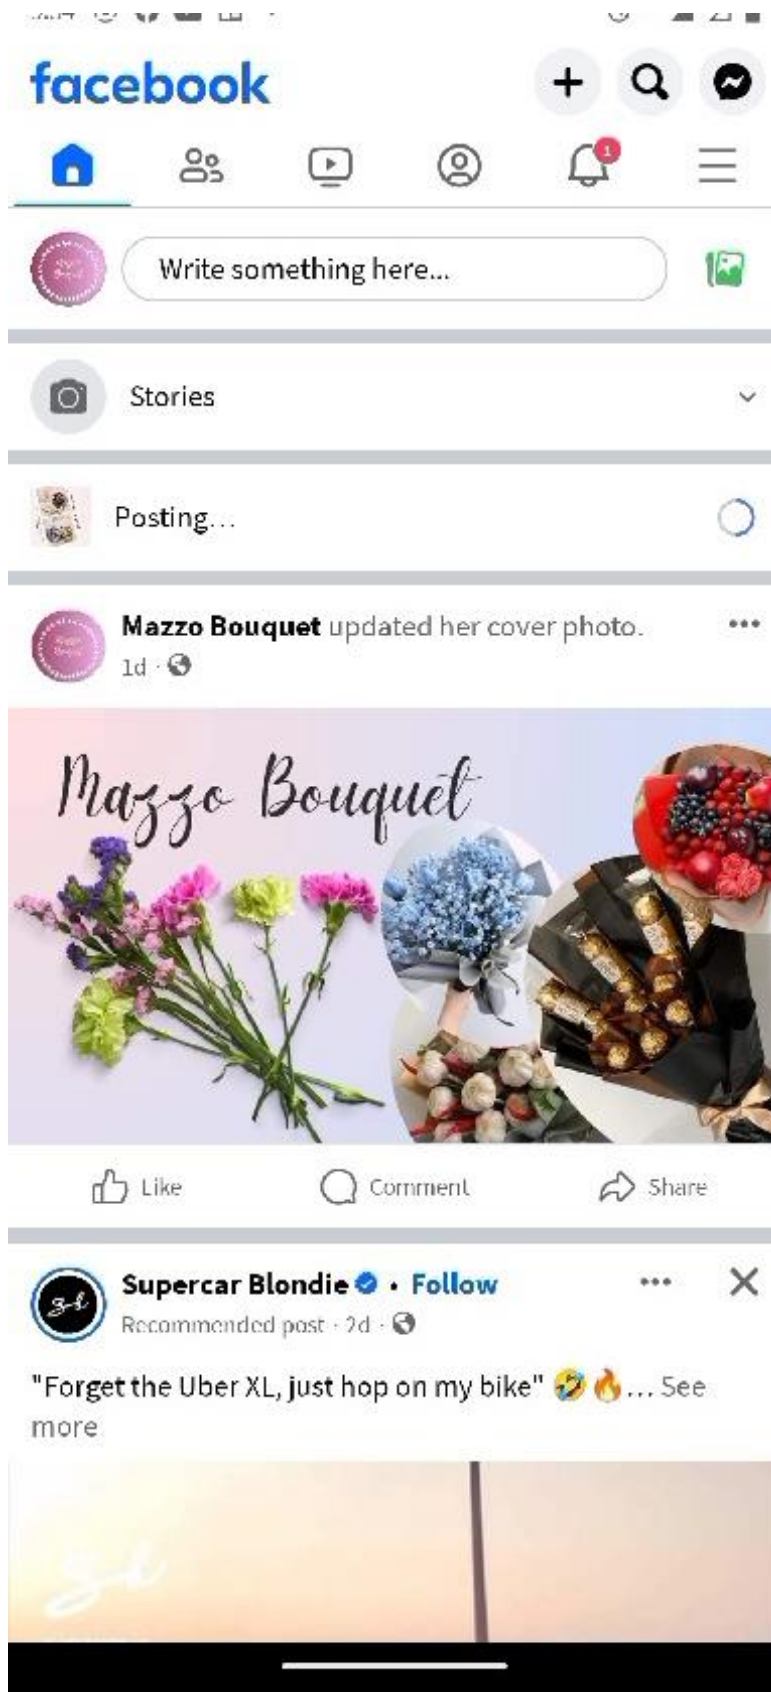 facebook
1
Write something here...
Stories
Posting...
Mazzo Bouquet updated her cover photo.
1d ·
Mazzo Bouquet
Like
Comment
Share
Supercar Blondie • Follow
Recommended post · 2d ·
"Forget the Uber XL, just hop on my bike" 🤣🔥... See
more